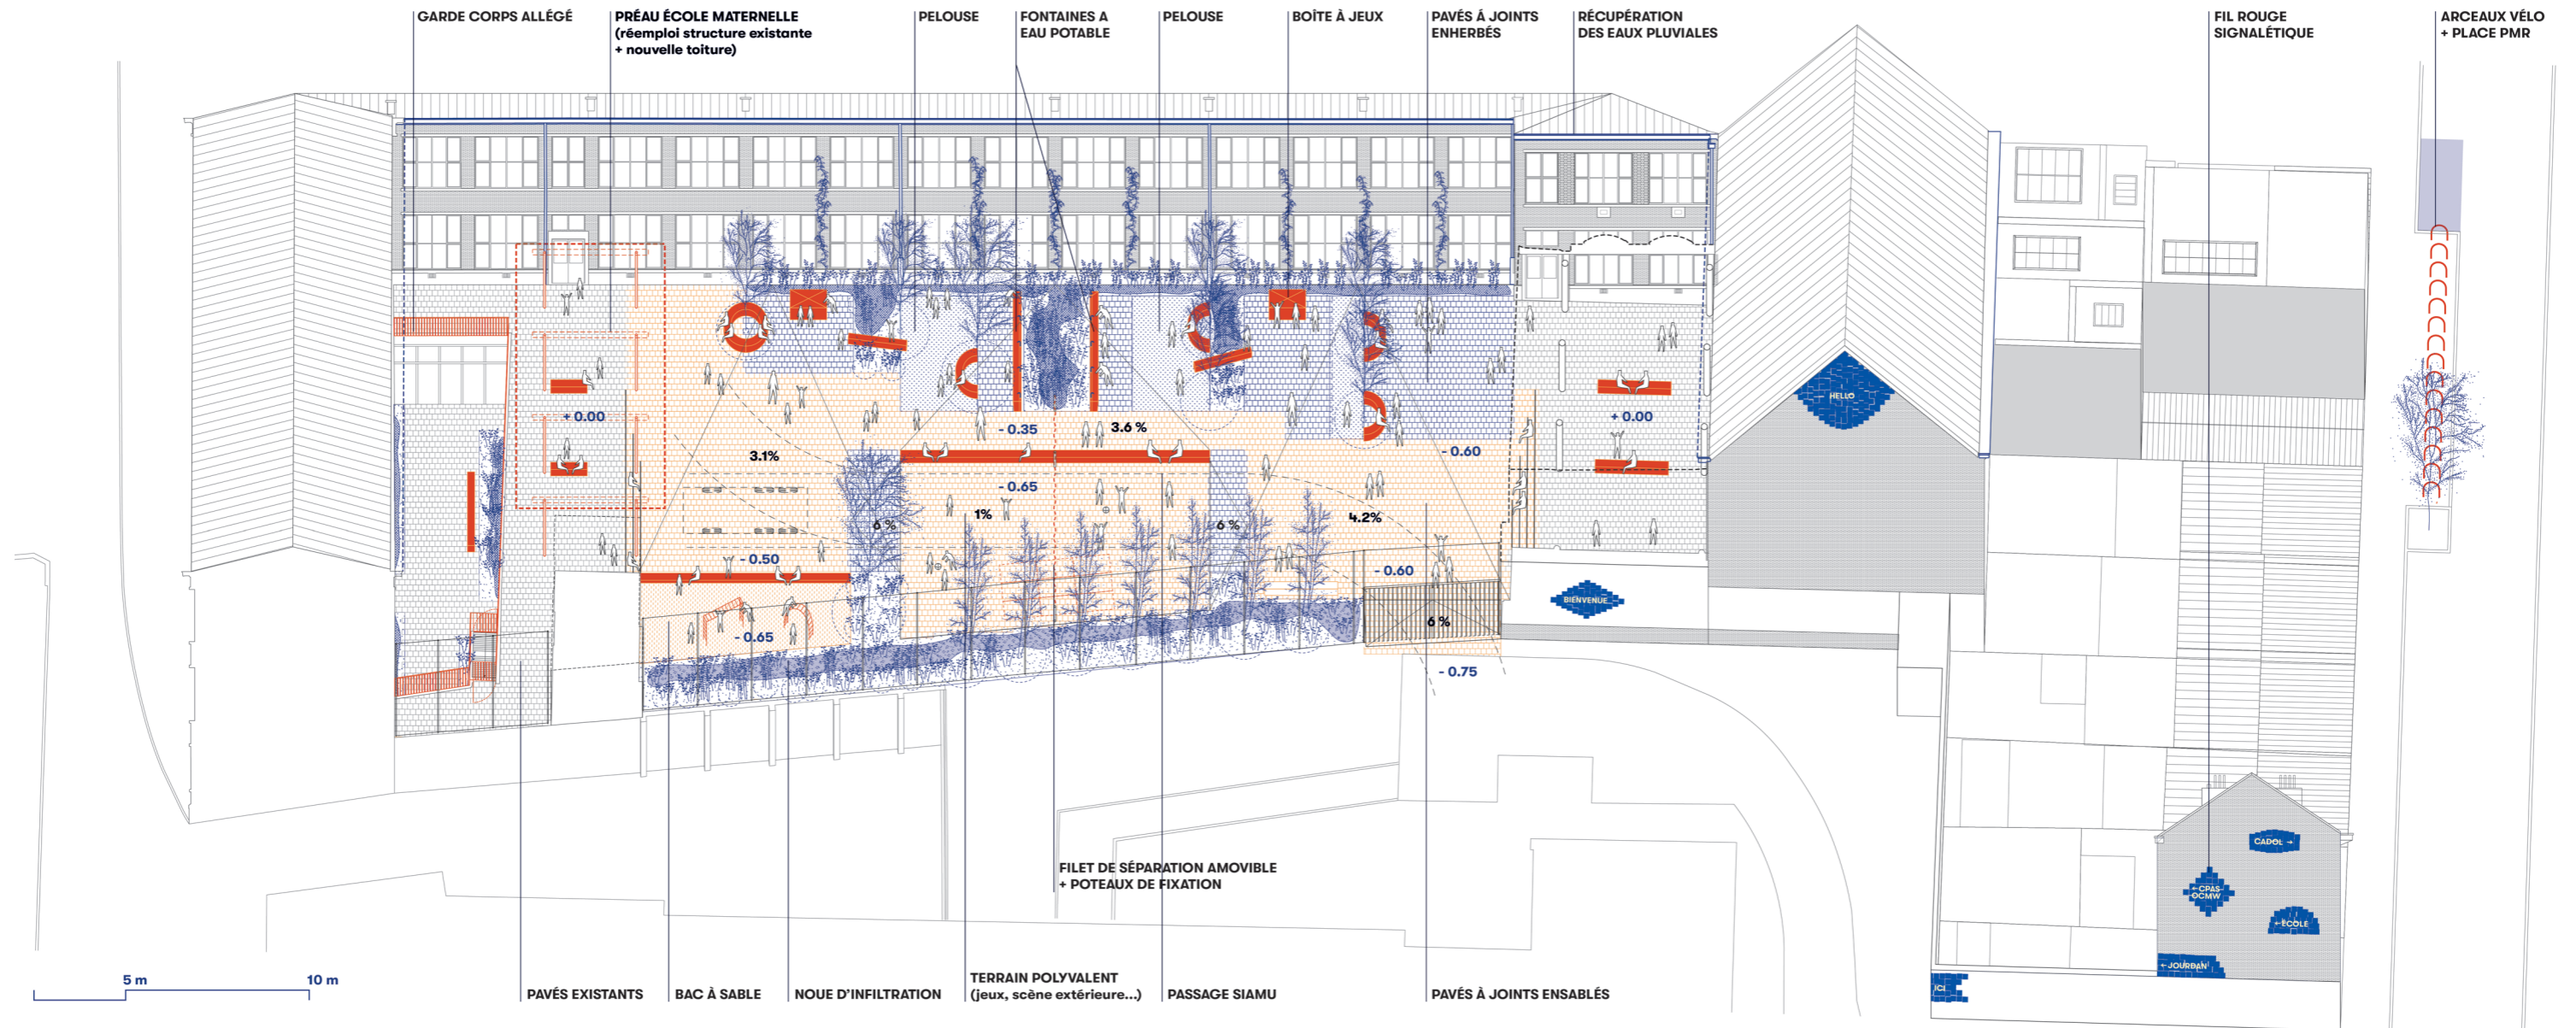 GARDE CORPS ALLÉGÉ
PRÉAU ÉCOLE MATERNELLE
(réemploi structure existante
+ nouvelle toiture)
PELOUSE
FONTAINES A
EAU POTABLE
PELOUSE
BOÎTE À JEUX
PAVÉS Á JOINTS
ENHERBÉS
RÉCUPÉRATION
DES EAUX PLUVIALES
FIL ROUGE
SIGNALÉTIQUE
ARCEAUX VÉLO
+ PLACE PMR
HELLO
+ 0.00
- 0.35
3.6 %
+ 0.00
3.1%
- 0.60
- 0.65
6 %
1%
6 %
4.2%
- 0.50
- 0.60
BIENVENUE
- 0.65
6 %
- 0.75
CADOL →
←CPAS
OCMW
←ÉCOLE
←JOURDAN
ICI
FILET DE SÉPARATION AMOVIBLE
+ POTEAUX DE FIXATION
5 m
10 m
PAVÉS EXISTANTS
BAC À SABLE
NOUE D'INFILTRATION
TERRAIN POLYVALENT
(jeux, scène extérieure...)
PASSAGE SIAMU
PAVÉS À JOINTS ENSABLÉS